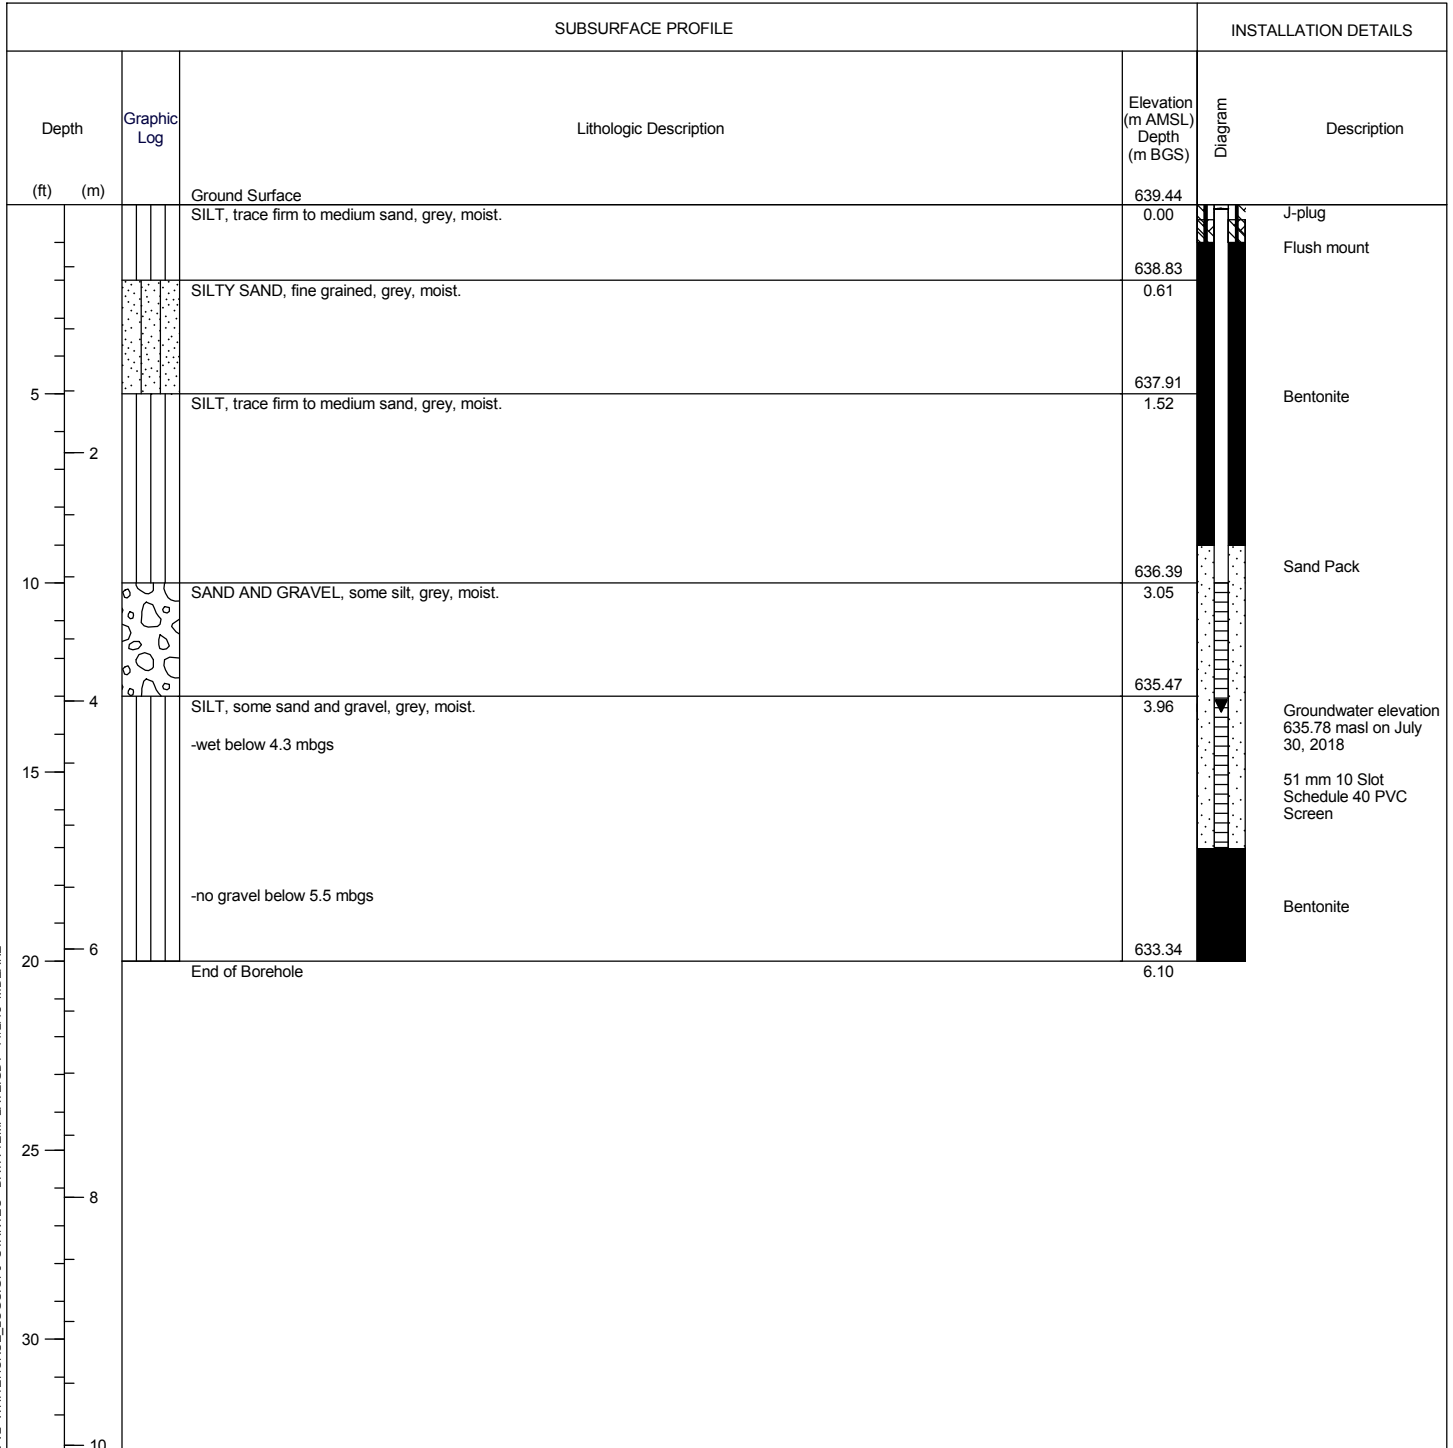 SUBSURFACE PROFILE
INSTALLATION DETAILS
Depth
(ft) (m)
Graphic
Log
Lithologic Description
Elevation
(m AMSL)
Depth
(m BGS)
Diagram
Description
Ground Surface
639.44
SILT, trace firm to medium sand, grey, moist.
0.00
J-plug
Flush mount
638.83
SILTY SAND, fine grained, grey, moist.
0.61
637.91
5
SILT, trace firm to medium sand, grey, moist.
1.52
Bentonite
2
636.39
Sand Pack
10
SAND AND GRAVEL, some silt, grey, moist.
3.05
635.47
4
SILT, some sand and gravel, grey, moist.
3.96
Groundwater elevation
635.78 masl on July
30, 2018
-wet below 4.3 mbgs
15
51 mm 10 Slot
Schedule 40 PVC
Screen
-no gravel below 5.5 mbgs
Bentonite
6
633.34
20
End of Borehole
6.10
25
8
30
10